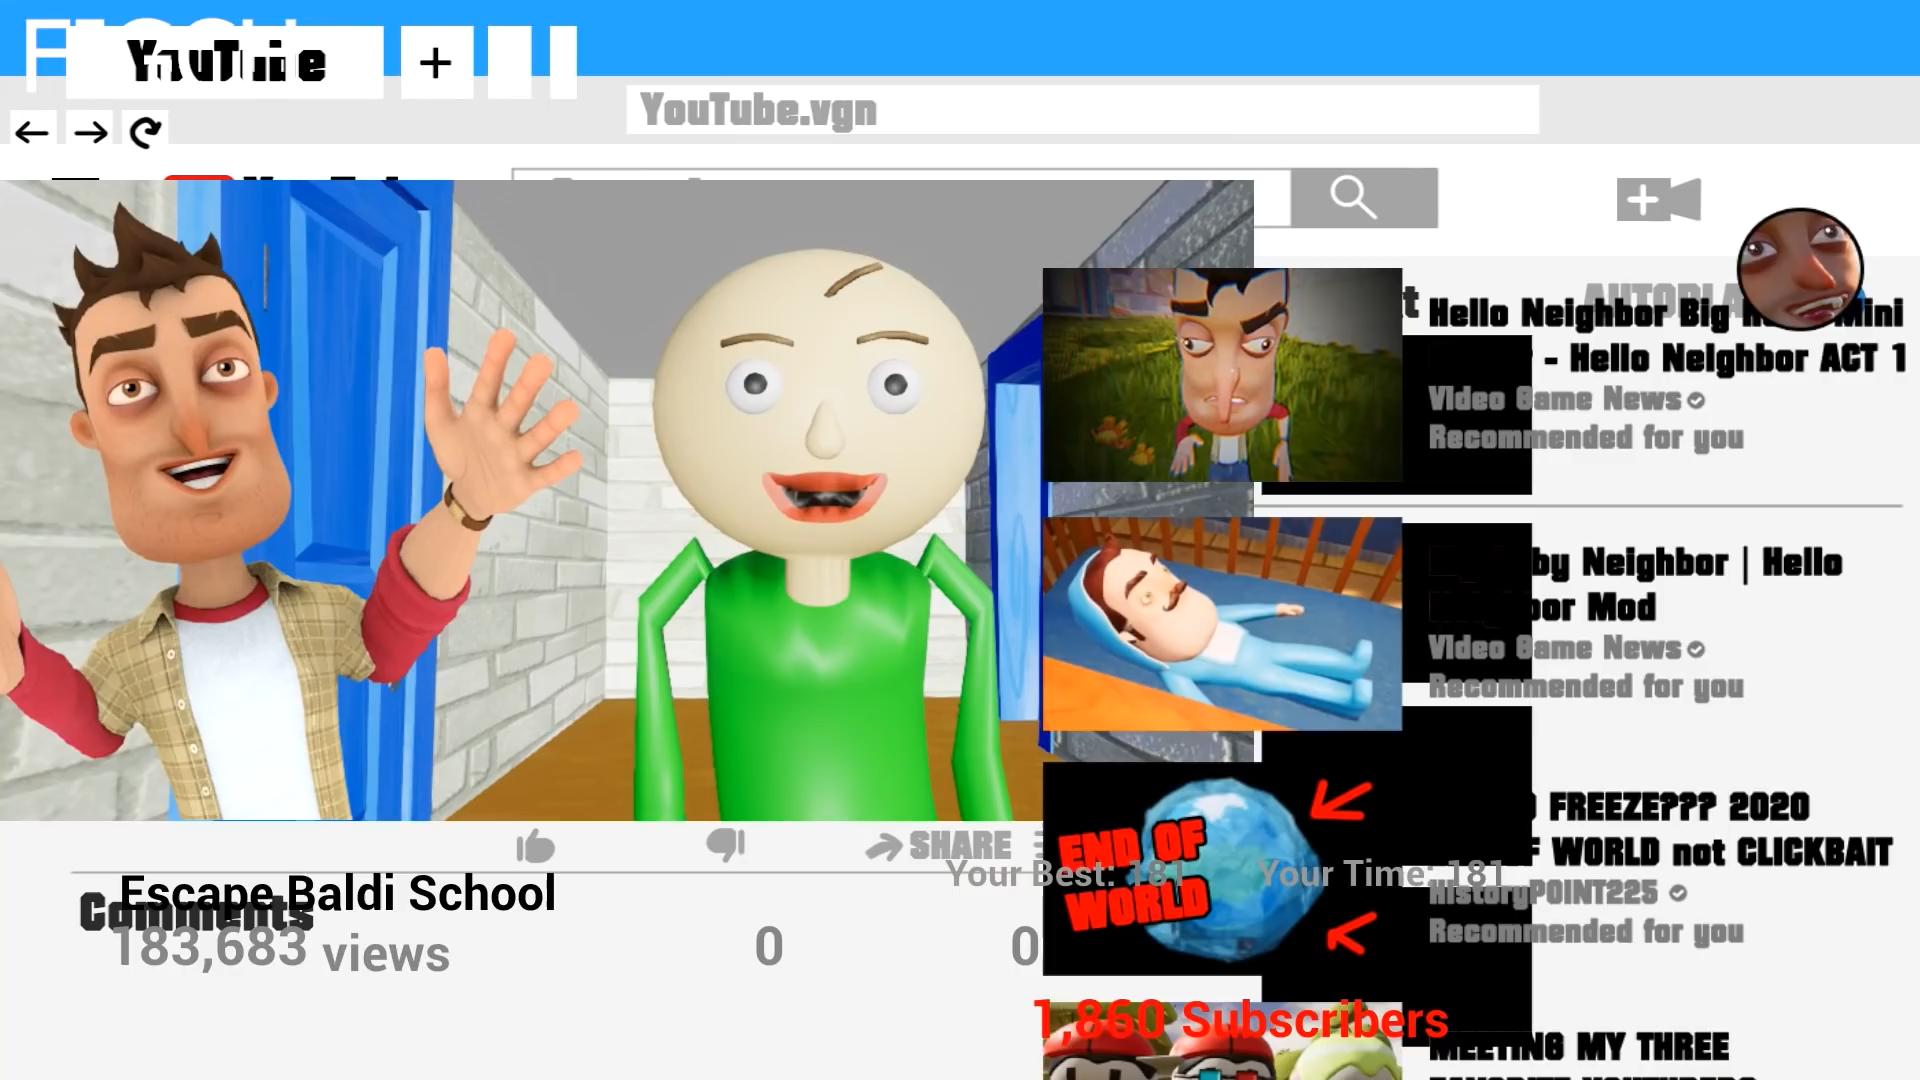 YouTube.vgn
Hello Neighbor Big Mini
- Hello Neighbor ACT 1
Video Game News
Recommended for you
by Neighbor | Hello
Mod
Video Game News
Recommended for you
FREEZE??? 2020
WORLD not CLICKBAIT
HistoryPOINT225
Recommended for you
END OF
WORLD
SHARE
Your Best: 181
Your Time: 181
Escape Baldi School
Comments
183,683 views
0
0
1,860 Subscribers
MEETING MY THREE